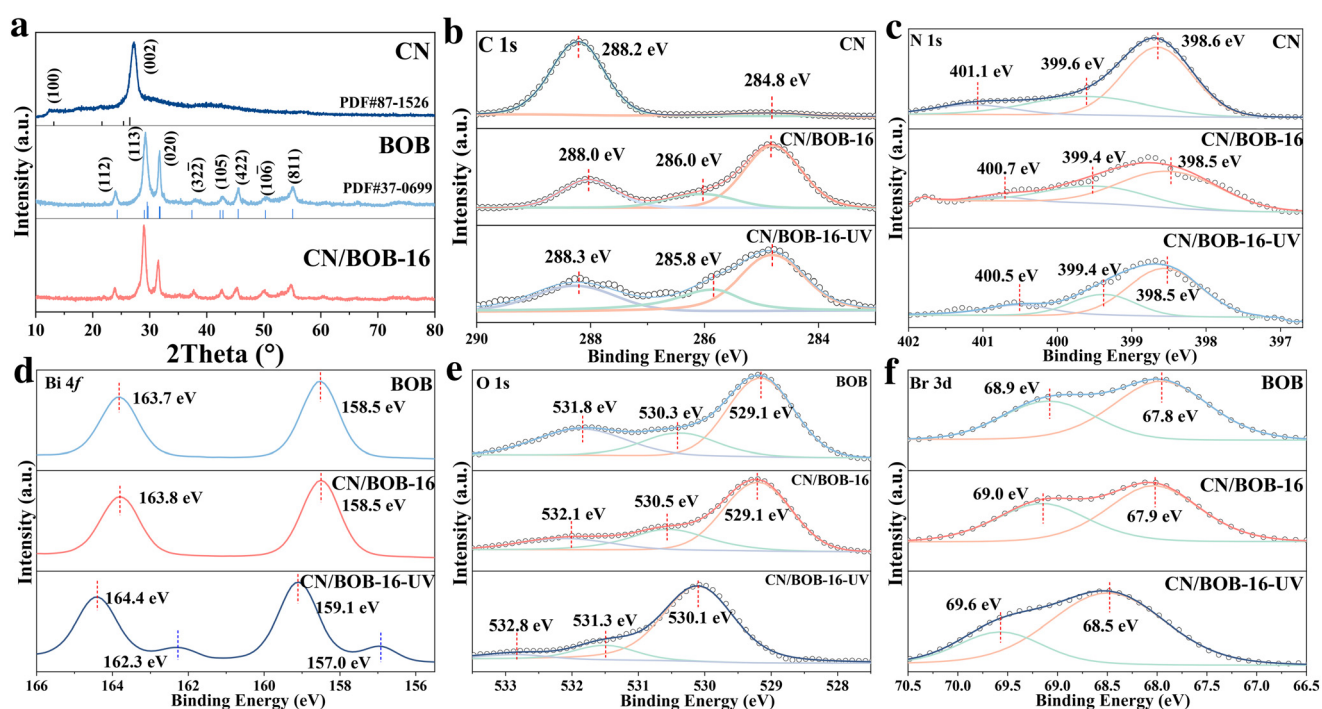 a
CN
(100)
(002)
PDF#87-1526
BOB
(112)
(113)
(020)
(32̅2̅)
(105)
(422)
(10̅6̅)
(811)
PDF#37-0699
CN/BOB-16
10 20 30 40 50 60 70 80
2Theta (°)
Intensity (a.u.)
b
C 1s
CN
288.2 eV
284.8 eV
CN/BOB-16
288.0 eV
286.0 eV
CN/BOB-16-UV
288.3 eV
285.8 eV
290 288 286 284
Binding Energy (eV)
Intensity (a.u.)
c
N 1s
CN
401.1 eV
399.6 eV
398.6 eV
CN/BOB-16
400.7 eV
399.4 eV
398.5 eV
CN/BOB-16-UV
400.5 eV
399.4 eV
398.5 eV
402 401 400 399 398 397
Binding Energy (eV)
Intensity (a.u.)
d
Bi 4f
BOB
163.7 eV
158.5 eV
CN/BOB-16
163.8 eV
158.5 eV
CN/BOB-16-UV
164.4 eV
159.1 eV
162.3 eV
157.0 eV
166 164 162 160 158 156
Binding Energy (eV)
Intensity (a.u.)
e
O 1s
BOB
531.8 eV
530.3 eV
529.1 eV
CN/BOB-16
532.1 eV
530.5 eV
529.1 eV
CN/BOB-16-UV
532.8 eV
531.3 eV
530.1 eV
533 532 531 530 529 528
Binding Energy (eV)
Intensity (a.u.)
f
Br 3d
BOB
68.9 eV
67.8 eV
CN/BOB-16
69.0 eV
67.9 eV
CN/BOB-16-UV
69.6 eV
68.5 eV
70.5 70.0 69.5 69.0 68.5 68.0 67.5 67.0 66.5
Binding Energy (eV)
Intensity (a.u.)